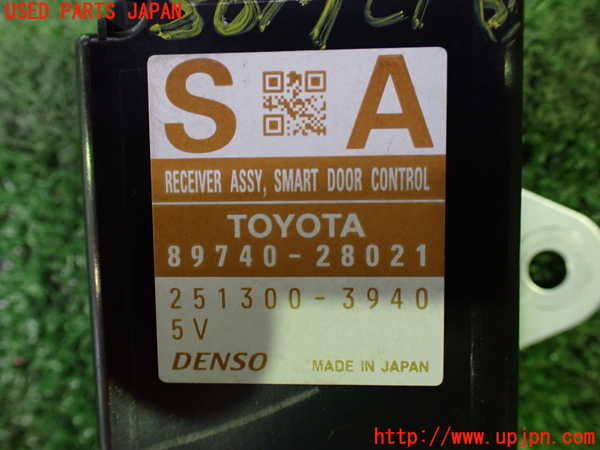 USED PARTS JAPAN
S A
RECEIVER ASSY, SMART DOOR CONTROL
TOYOTA
89740-28021
251300-3940
5V
DENSO MADE IN JAPAN
http://www.upjpn.com